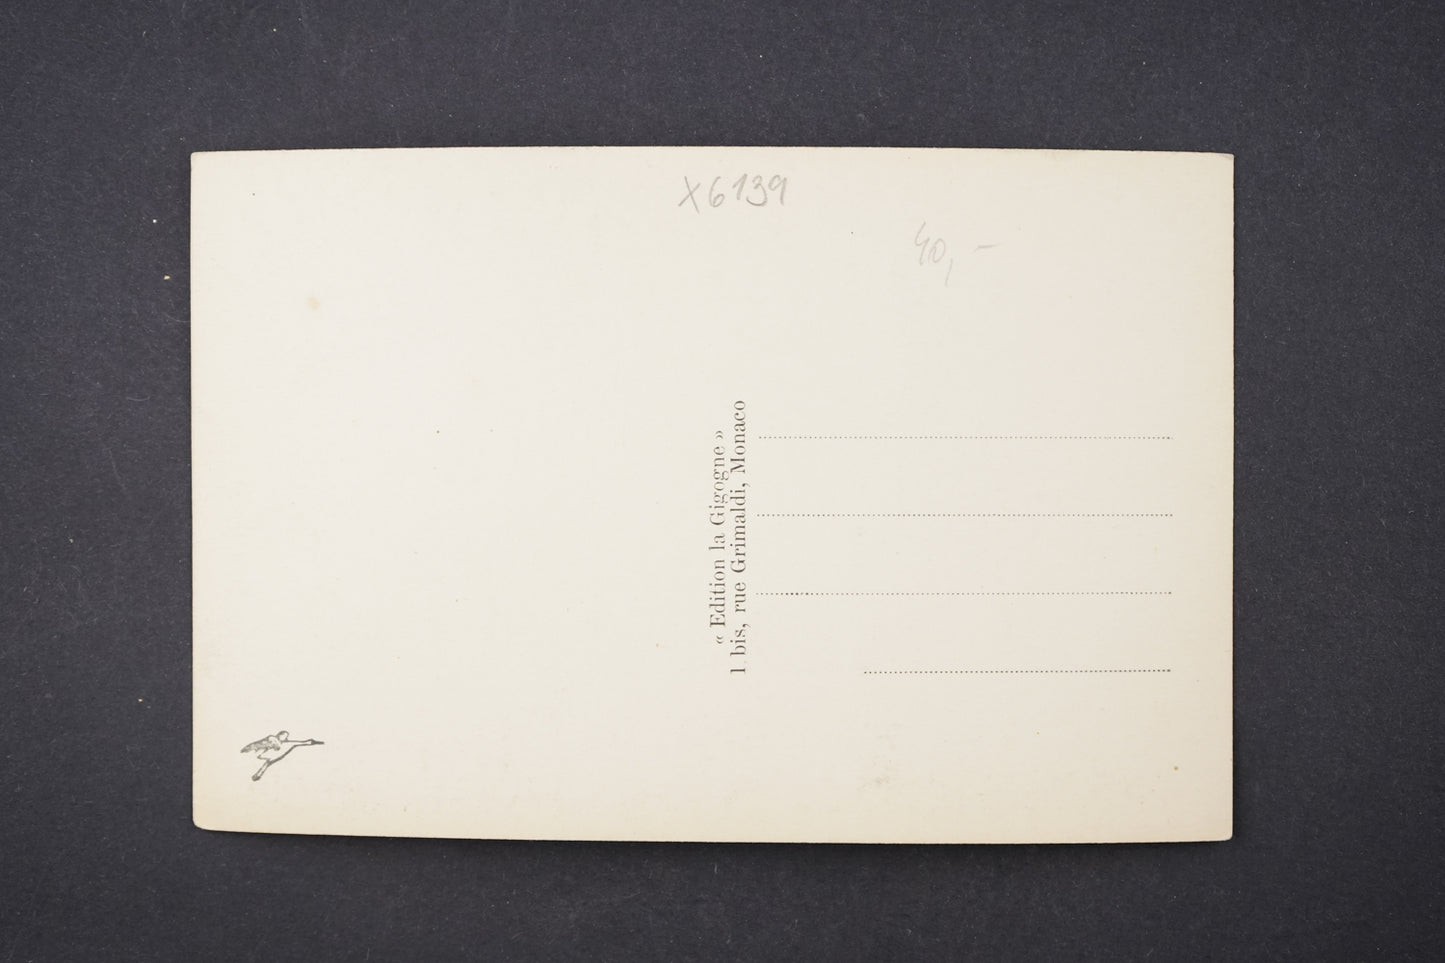 X6139
40,-
« Edition la Gigogne »
1 bis, rue Grimaldi, Monaco